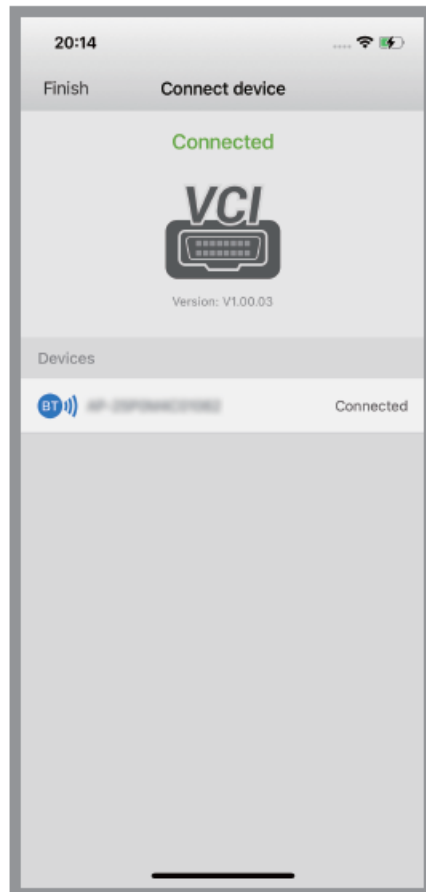 20:14
Finish Connect device
Connected
VCI
Version: V1.00.03
Devices
BT Connected